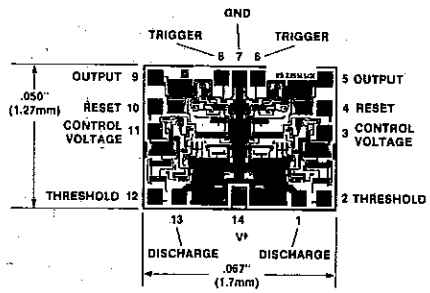 GND
TRIGGER TRIGGER
8 7 6
OUTPUT 9 5 OUTPUT
.050"
(1.27mm)
RESET 10 4 RESET
CONTROL 11 3 CONTROL
VOLTAGE VOLTAGE
THRESHOLD 12 2 THRESHOLD
13 14 1
V+
DISCHARGE DISCHARGE
.067"
(1.7mm)